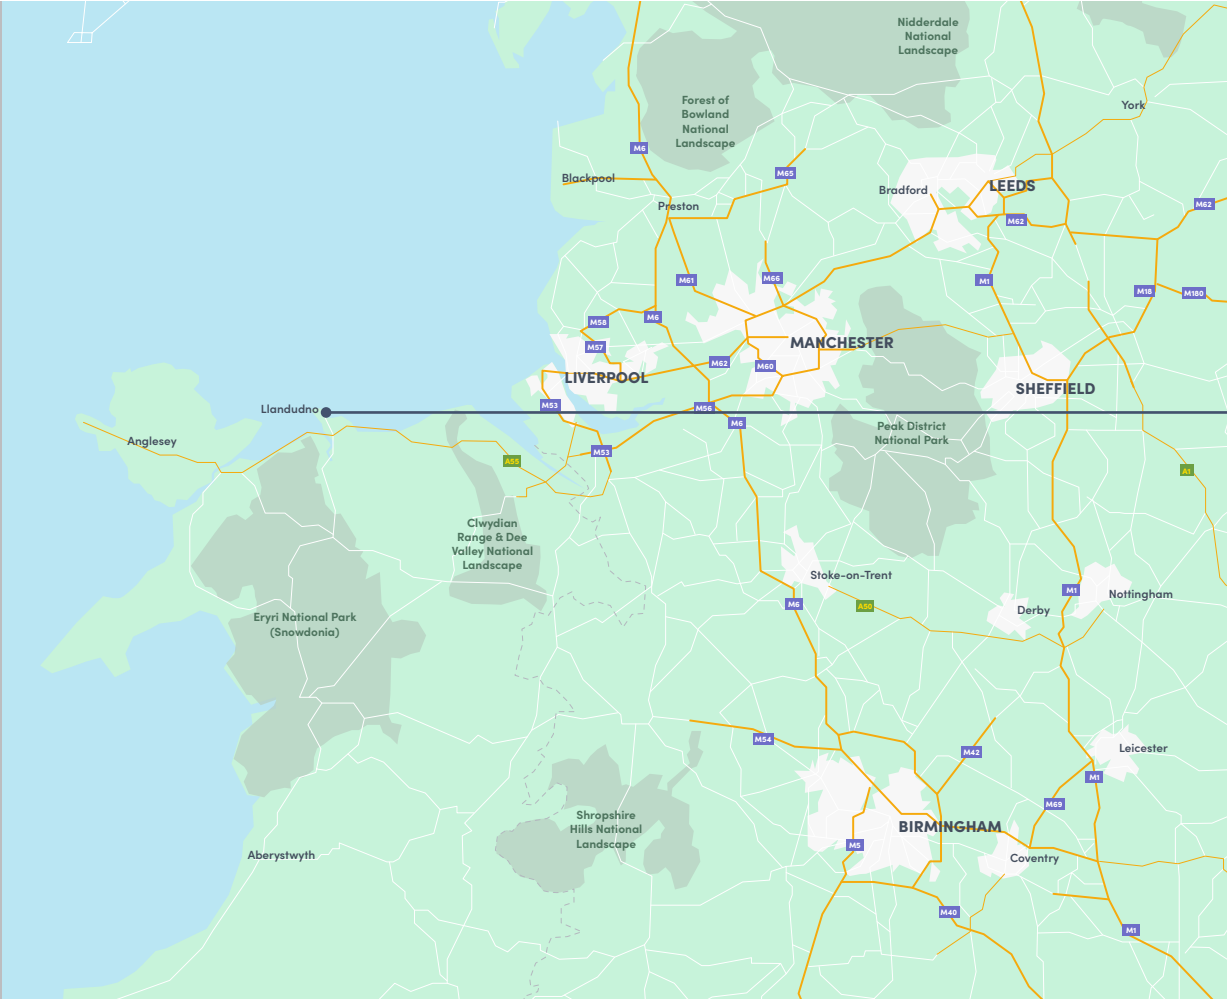 Nidderdale
National
Landscape
York
Forest of
Bowland
National
Landscape
M6
M65
Blackpool
Bradford
LEEDS
Preston
M62
M62
M61
M66
M1
M18
M180
M58
M6
M57
MANCHESTER
M62
M60
LIVERPOOL
SHEFFIELD
M53
M56
Llandudno
M6
Peak District
National Park
Anglesey
M53
A55
A1
Clwydian
Range & Dee
Valley National
Landscape
Stoke-on-Trent
M1
Nottingham
M6
A50
Derby
Eryri National Park
(Snowdonia)
M54
M42
Leicester
M1
M69
Shropshire
Hills National
Landscape
BIRMINGHAM
M5
Aberystwyth
Coventry
M40
M1